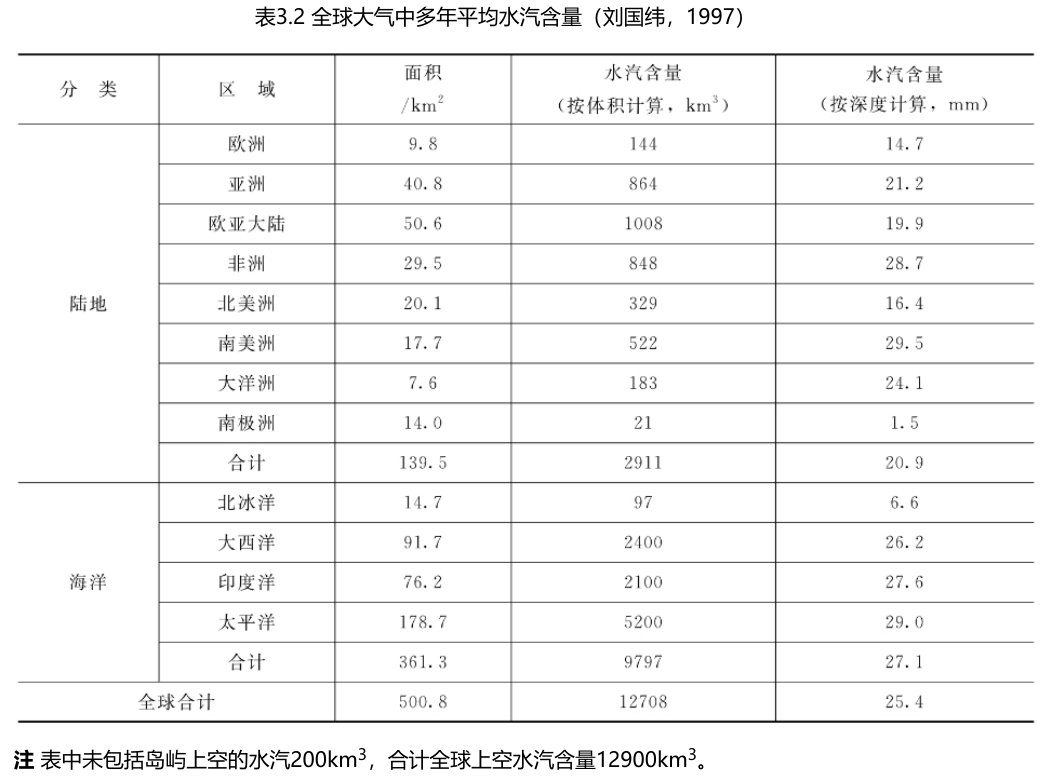 表3.2 全球大气中多年平均水汽含量（刘国纬，1997）
分 类 区 域 面积 /km² 水汽含量 （按体积计算，km³） 水汽含量 （按深度计算，mm）
陆地
欧洲 9.8 144 14.7
亚洲 40.8 864 21.2
欧亚大陆 50.6 1008 19.9
非洲 29.5 848 28.7
北美洲 20.1 329 16.4
南美洲 17.7 522 29.5
大洋洲 7.6 183 24.1
南极洲 14.0 21 1.5
合计 139.5 2911 20.9
海洋
北冰洋 14.7 97 6.6
大西洋 91.7 2400 26.2
印度洋 76.2 2100 27.6
太平洋 178.7 5200 29.0
合计 361.3 9797 27.1
全球合计 500.8 12708 25.4
注 表中未包括岛屿上空的水汽200km³，合计全球上空水汽含量12900km³。